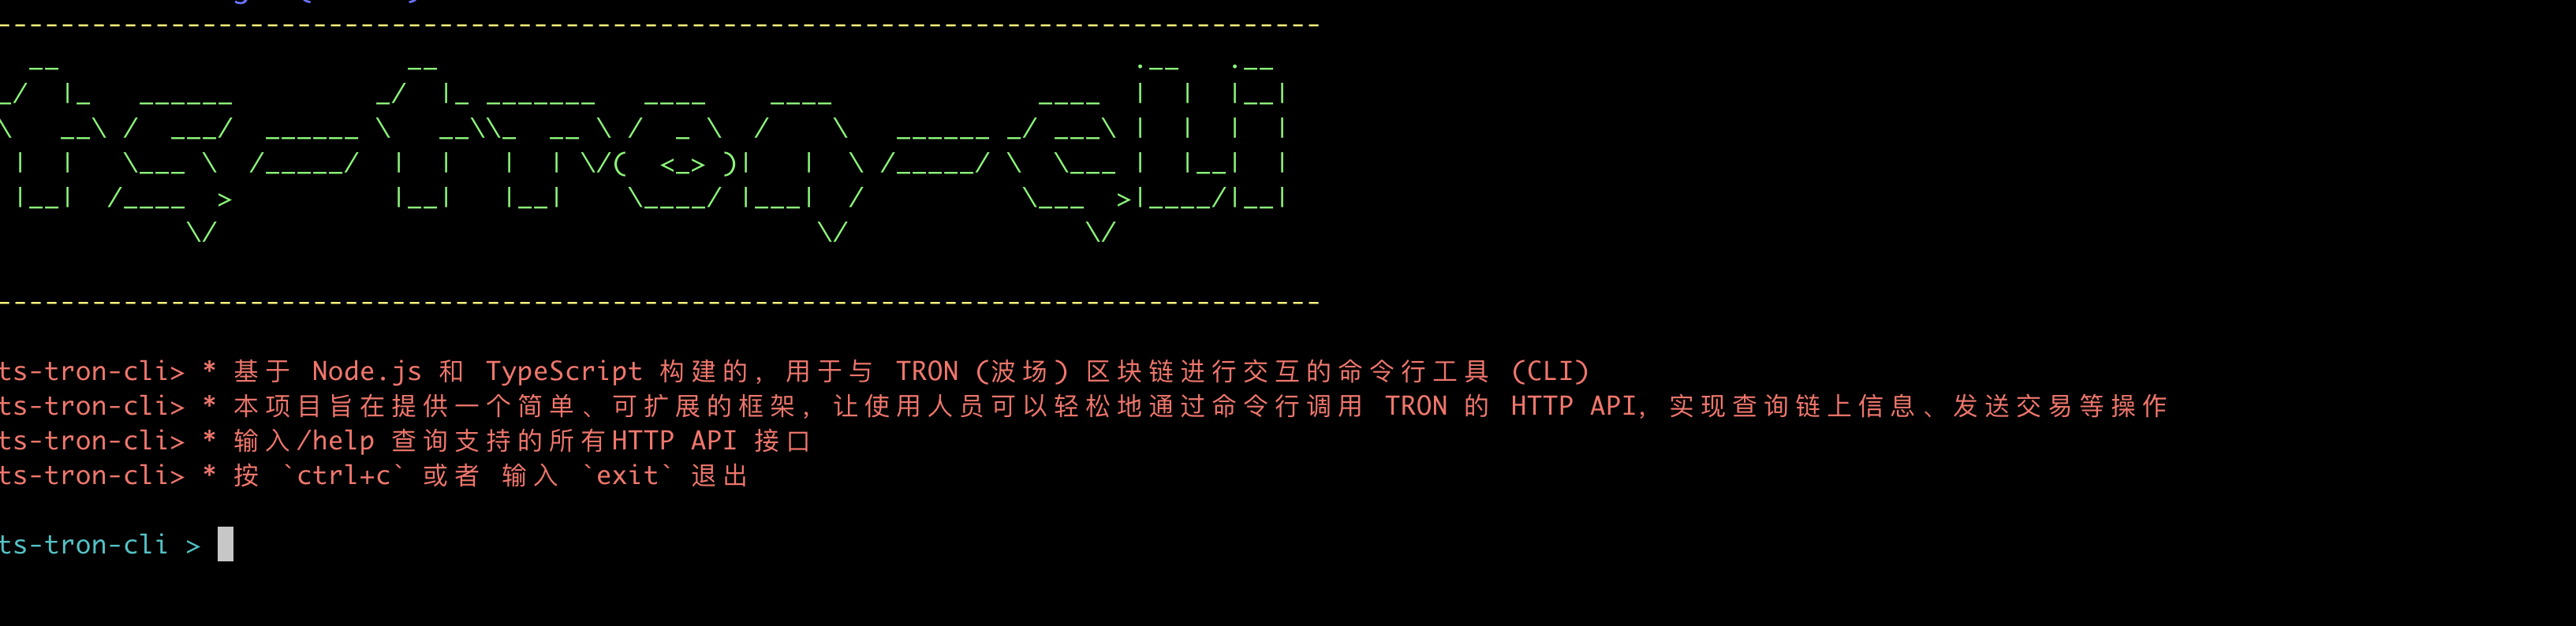 ts-tron-cli
ts-tron-cli> * 基于 Node.js 和 TypeScript 构建的, 用于与 TRON (波场) 区块链进行交互的命令行工具 (CLI)
ts-tron-cli> * 本项目旨在提供一个简单、可扩展的框架, 让使用人员可以轻松地通过命令行调用 TRON 的 HTTP API, 实现查询链上信息、发送交易等操作
ts-tron-cli> * 输入/help 查询支持的所有HTTP API 接口
ts-tron-cli> * 按 `ctrl+c` 或者 输入 `exit` 退出
ts-tron-cli >